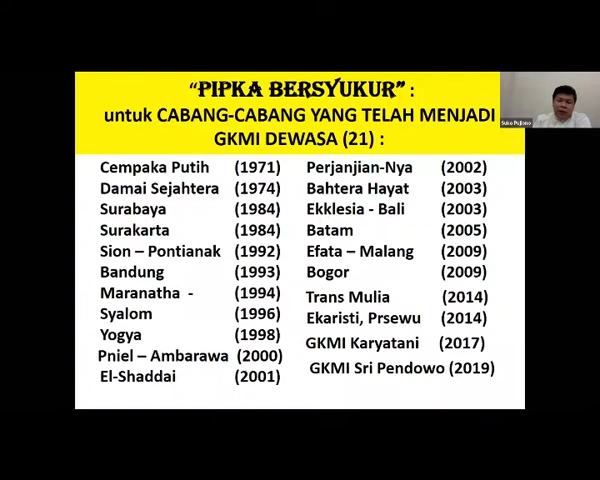 “PIPKA BERSYUKUR” :
untuk CABANG-CABANG YANG TELAH MENJADI
GKMI DEWASA (21) :
Cempaka Putih (1971)
Damai Sejahtera (1974)
Surabaya (1984)
Surakarta (1984)
Sion – Pontianak (1992)
Bandung (1993)
Maranatha - (1994)
Syalom (1996)
Yogya (1998)
Pniel – Ambarawa (2000)
El-Shaddai (2001)
Perjanjian-Nya (2002)
Bahtera Hayat (2003)
Ekklesia - Bali (2003)
Batam (2005)
Efata – Malang (2009)
Bogor (2009)
Trans Mulia (2014)
Ekaristi, Prsewu (2014)
GKMI Karyatani (2017)
GKMI Sri Pendowo (2019)
Suko Pujiono